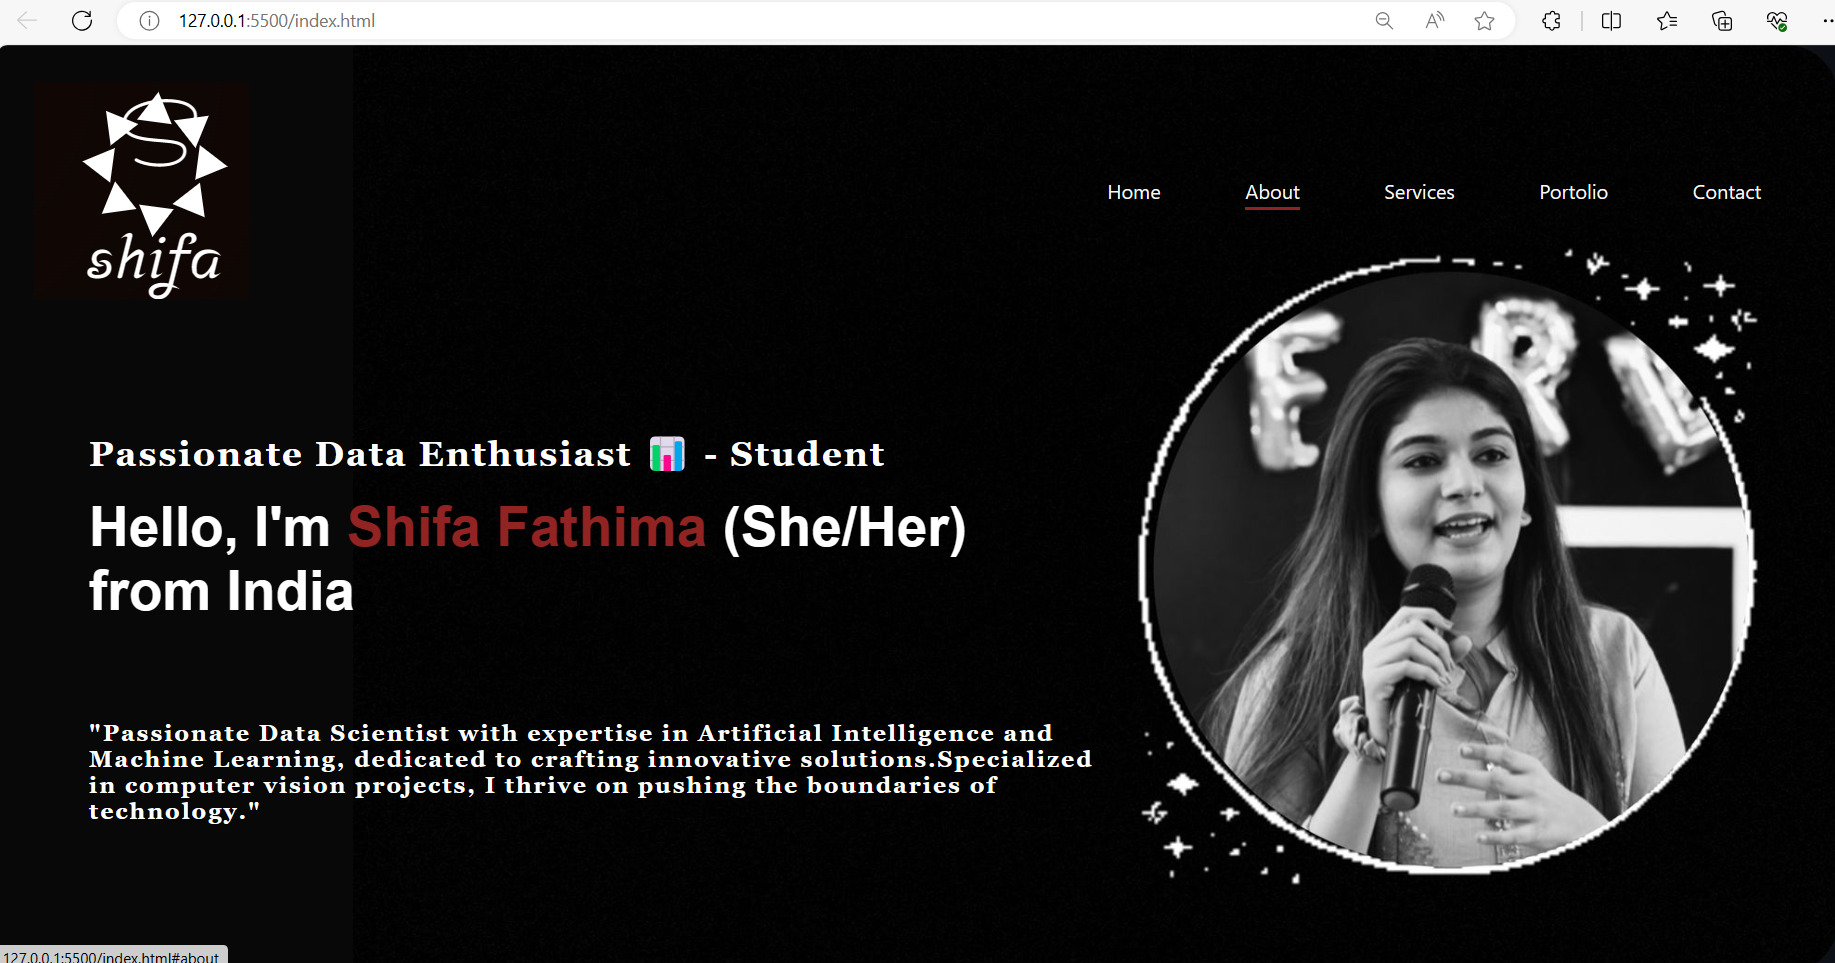 127.0.0.1:5500/index.html
S
shifa
Home About Services Portolio Contact
Passionate Data Enthusiast 📊 - Student
Hello, I'm Shifa Fathima (She/Her)
from India
"Passionate Data Scientist with expertise in Artificial Intelligence and
Machine Learning, dedicated to crafting innovative solutions.Specialized
in computer vision projects, I thrive on pushing the boundaries of
technology."
127.0.0.1:5500/index.html#about